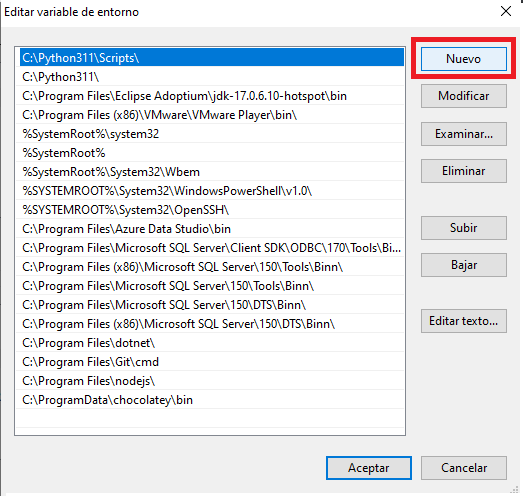 Editar variable de entorno
C:\Python311\Scripts\
Nuevo
C:\Python311\
C:\Program Files\Eclipse Adoptium\jdk-17.0.6.10-hotspot\bin
Modificar
C:\Program Files (x86)\VMware\VMware Player\bin\
%SystemRoot%\system32
Examinar...
%SystemRoot%
%SystemRoot%\System32\Wbem
Eliminar
%SYSTEMROOT%\System32\WindowsPowerShell\v1.0\
%SYSTEMROOT%\System32\OpenSSH\
C:\Program Files\Azure Data Studio\bin
Subir
C:\Program Files\Microsoft SQL Server\Client SDK\ODBC\170\Tools\Bi...
C:\Program Files (x86)\Microsoft SQL Server\150\Tools\Binn\
Bajar
C:\Program Files\Microsoft SQL Server\150\Tools\Binn\
C:\Program Files\Microsoft SQL Server\150\DTS\Binn\
C:\Program Files (x86)\Microsoft SQL Server\150\DTS\Binn\
Editar texto...
C:\Program Files\dotnet\
C:\Program Files\Git\cmd
C:\Program Files\nodejs\
C:\ProgramData\chocolatey\bin
Aceptar
Cancelar